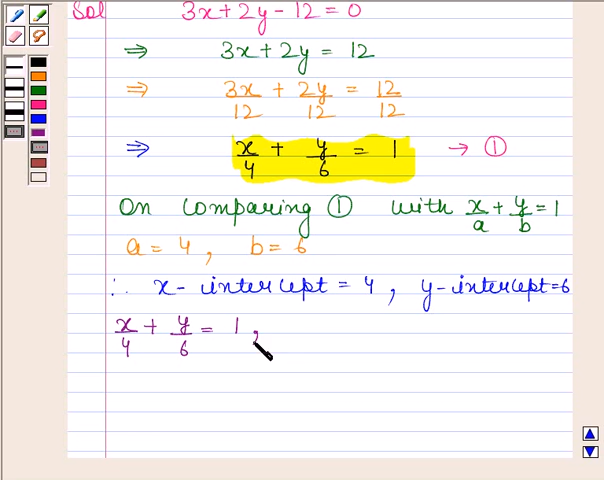 Sol 3x + 2y - 12 = 0
⇒ 3x + 2y = 12
⇒ 3x/12 + 2y/12 = 12/12
⇒ x/4 + y/6 = 1 → ①
On comparing ① with x/a + y/b = 1
a = 4, b = 6
∴ x-intercept = 4, y-intercept = 6
x/4 + y/6 = 1,